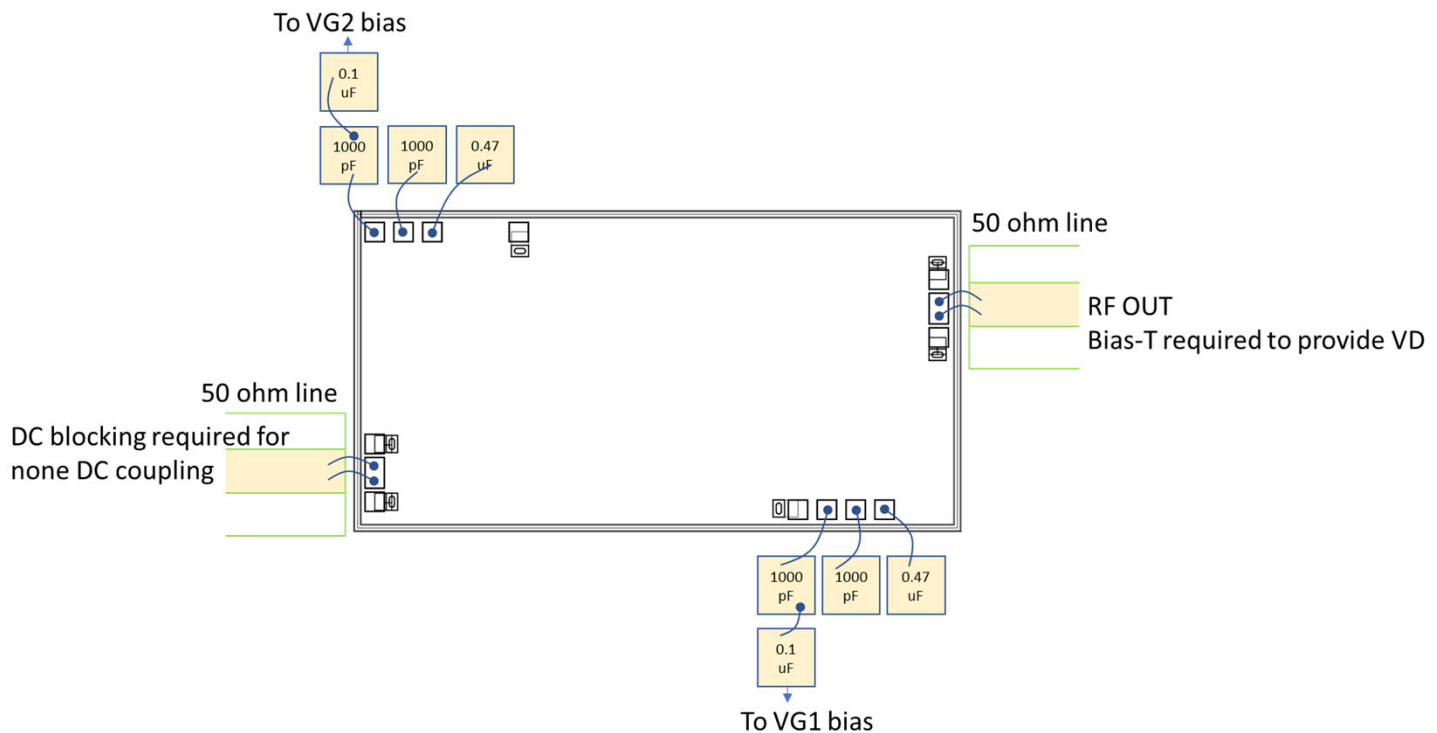 To VG2 bias
0.1
uF
1000
pF
1000
pF
0.47
uF
50 ohm line
RF OUT
Bias-T required to provide VD
50 ohm line
DC blocking required for
none DC coupling
1000
pF
1000
pF
0.47
uF
0.1
uF
To VG1 bias